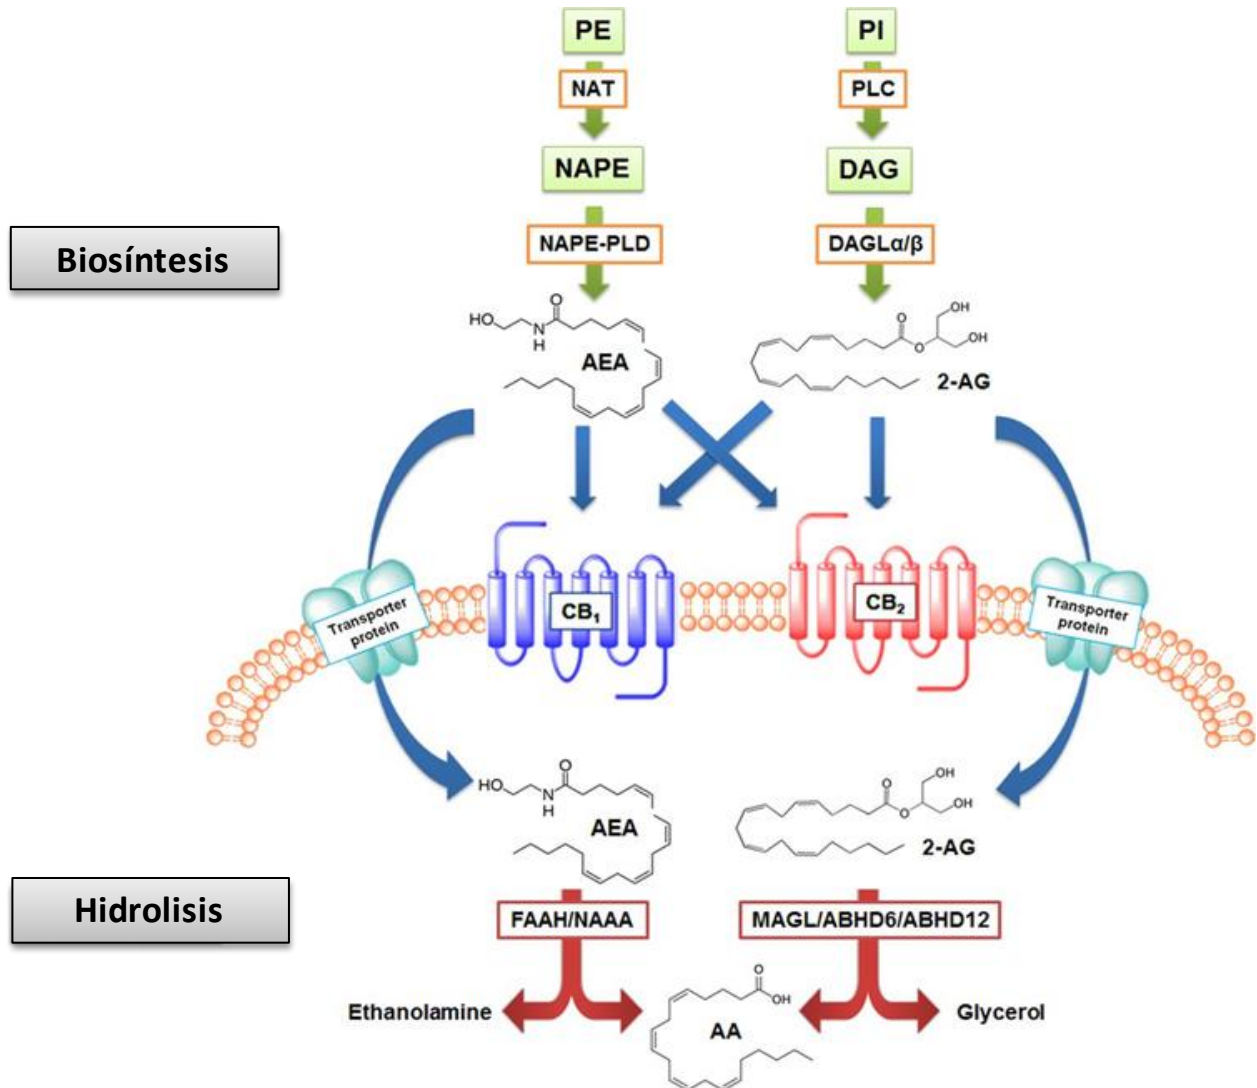 PE
PI
NAT
PLC
NAPE
DAG
Biosíntesis
NAPE-PLD
DAGLα/β
HO
O
N
H
AEA
O
O
OH
OH
2-AG
Transporter
protein
CB₁
CB₂
Transporter
protein
HO
O
N
H
AEA
O
O
OH
OH
2-AG
Hidrolisis
FAAH/NAAA
MAGL/ABHD6/ABHD12
Ethanolamine
O
OH
AA
Glycerol